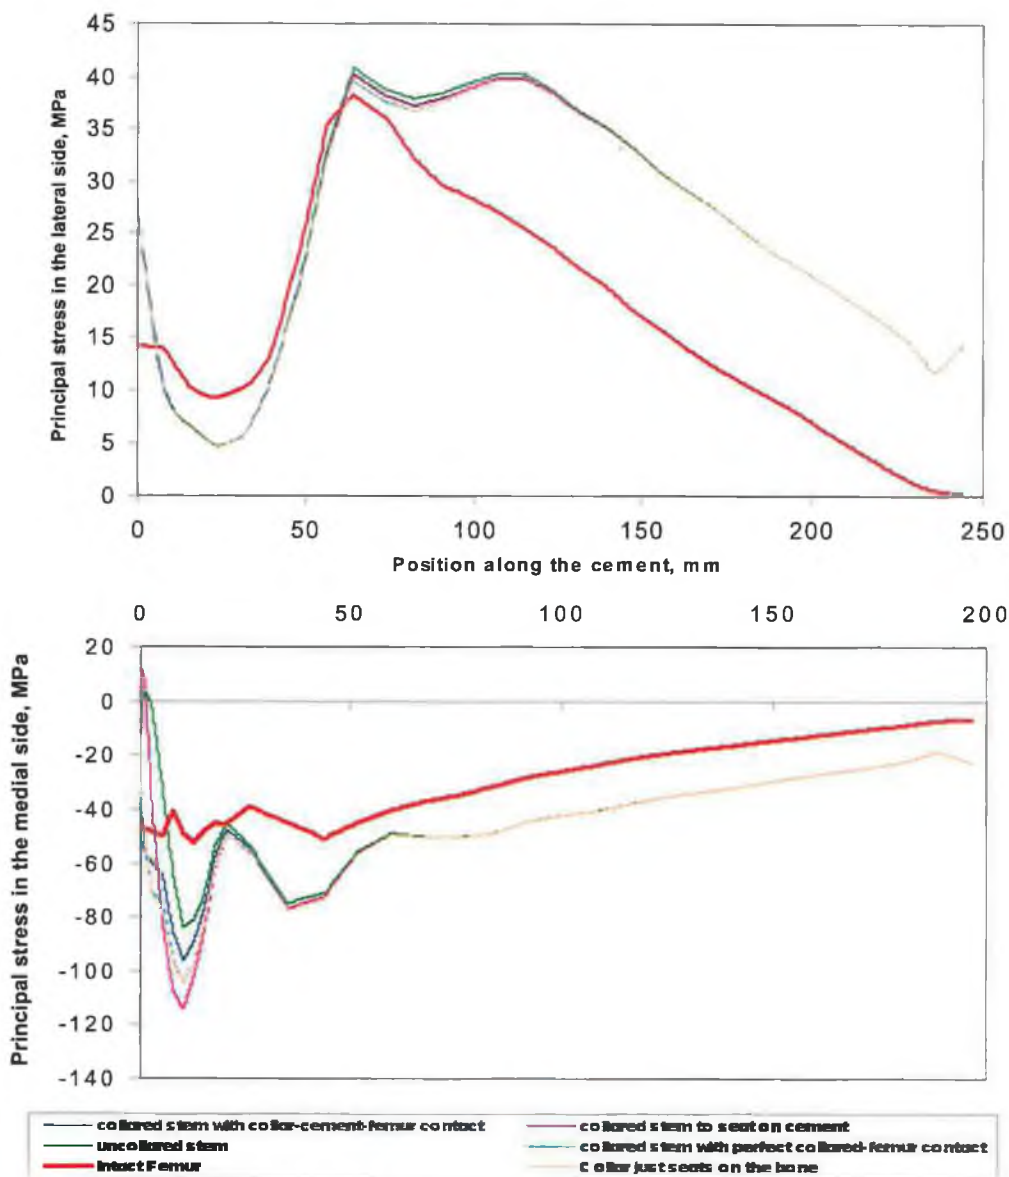 Principal stress in the lateral side, MPa
45
40
35
30
25
20
15
10
5
0
0 50 100 150 200 250
Position along the cement, mm
0 50 100 150 200
Principal stress in the medial side, MPa
20
0
-20
-40
-60
-80
-100
-120
-140
collared stem with collar-cement-femur contact
collared stem to seat on cement
uncollared stem
collared stem with perfect collared-femur contact
Intact Femur
Collar just seats on the bone